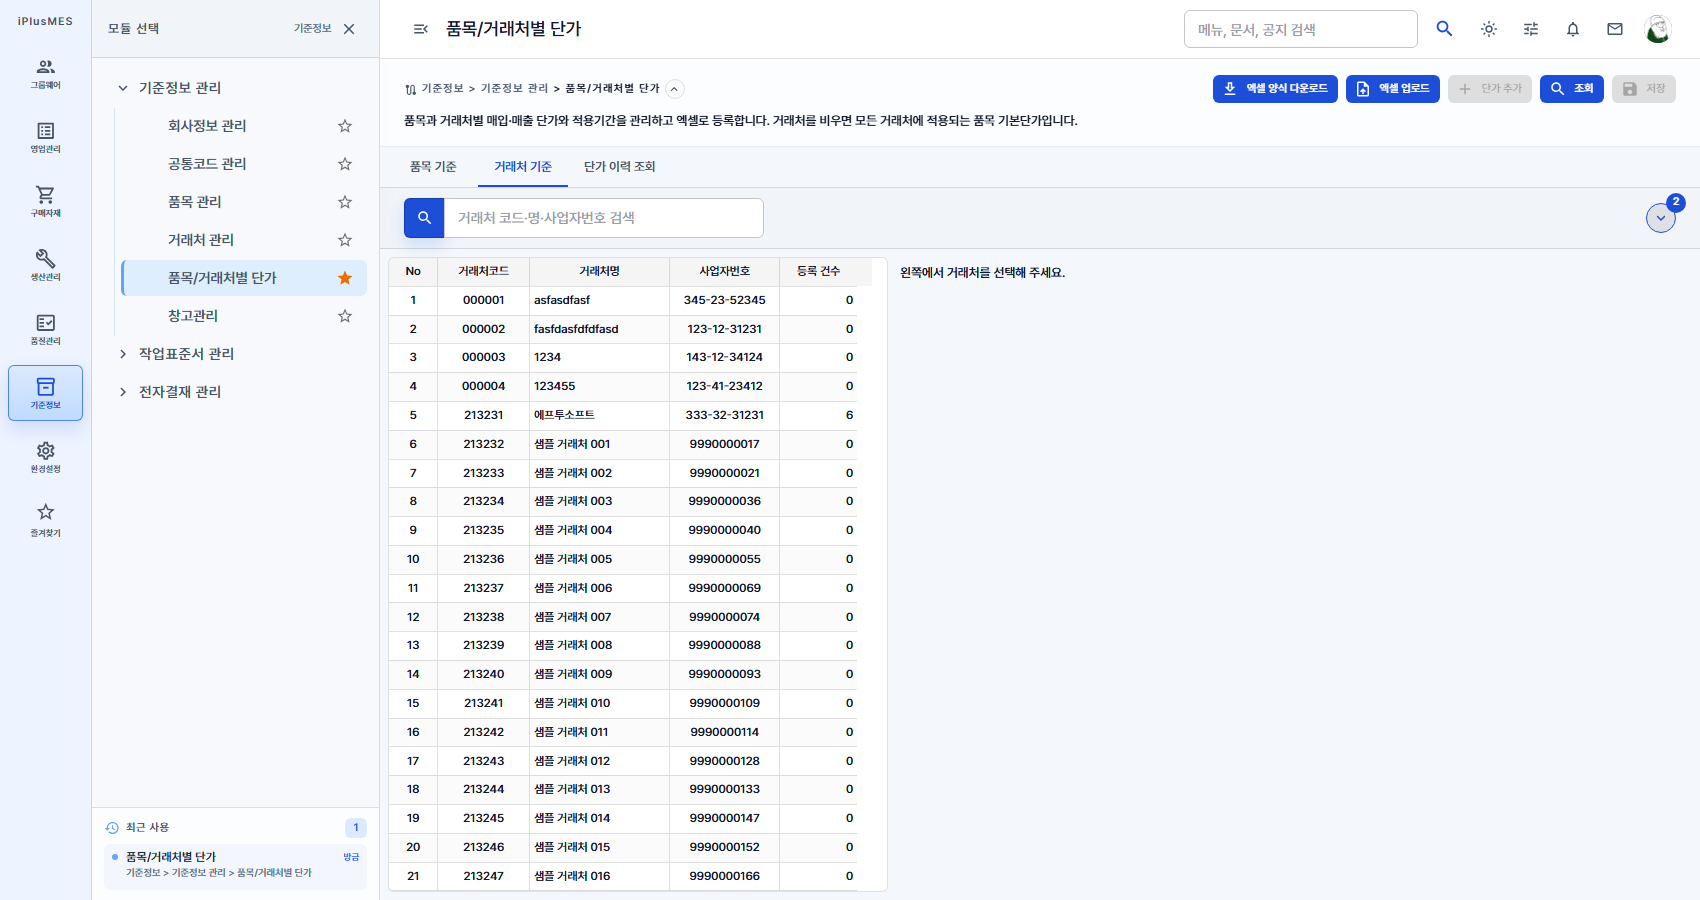 iPlusMES
그룹웨어
영업관리
구매자재
생산관리
품질관리
기준정보
환경설정
즐겨찾기
모듈 선택
기준정보
기준정보 관리
회사정보 관리
공통코드 관리
품목 관리
거래처 관리
품목/거래처별 단가
창고관리
작업표준서 관리
전자결재 관리
최근 사용 1
품목/거래처별 단가 방금
기준정보 > 기준정보 관리 > 품목/거래처별 단가
품목/거래처별 단가
메뉴, 문서, 공지 검색
기준정보 > 기준정보 관리 > 품목/거래처별 단가
엑셀 양식 다운로드
엑셀 업로드
단가 추가
조회
저장
품목과 거래처별 매입·매출 단가와 적용기간을 관리하고 엑셀로 등록합니다. 거래처를 비우면 모든 거래처에 적용되는 품목 기본단가입니다.
품목 기준 거래처 기준 단가 이력 조회
거래처 코드·명·사업자번호 검색
2
No 거래처코드 거래처명 사업자번호 등록 건수
1 000001 asfasdfasf 345-23-52345 0
2 000002 fasfdasfdfdfasd 123-12-31231 0
3 000003 1234 143-12-34124 0
4 000004 123455 123-41-23412 0
5 213231 에프투소프트 333-32-31231 6
6 213232 샘플 거래처 001 9990000017 0
7 213233 샘플 거래처 002 9990000021 0
8 213234 샘플 거래처 003 9990000036 0
9 213235 샘플 거래처 004 9990000040 0
10 213236 샘플 거래처 005 9990000055 0
11 213237 샘플 거래처 006 9990000069 0
12 213238 샘플 거래처 007 9990000074 0
13 213239 샘플 거래처 008 9990000088 0
14 213240 샘플 거래처 009 9990000093 0
15 213241 샘플 거래처 010 9990000109 0
16 213242 샘플 거래처 011 9990000114 0
17 213243 샘플 거래처 012 9990000128 0
18 213244 샘플 거래처 013 9990000133 0
19 213245 샘플 거래처 014 9990000147 0
20 213246 샘플 거래처 015 9990000152 0
21 213247 샘플 거래처 016 9990000166 0
왼쪽에서 거래처를 선택해 주세요.